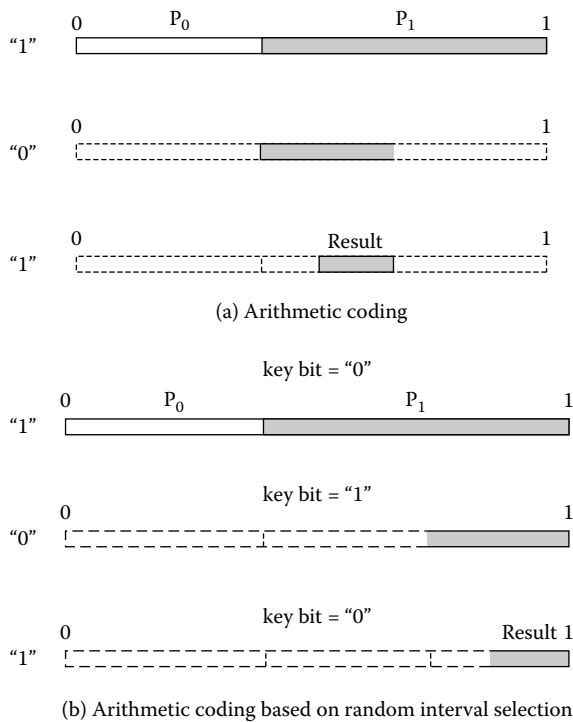 0 P₀ P₁ 1
“1”
0 1
“0”
0 Result 1
“1”
(a) Arithmetic coding
key bit = “0”
0 P₀ P₁ 1
“1”
key bit = “1”
0 1
“0”
key bit = “0”
0 Result 1
“1”
(b) Arithmetic coding based on random interval selection